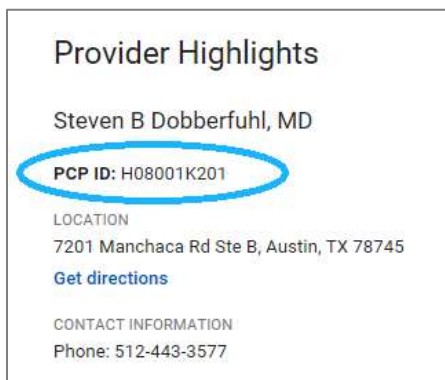 Provider Highlights
Steven B Dobberfuhl, MD
PCP ID: H08001K201
LOCATION
7201 Manchaca Rd Ste B, Austin, TX 78745
Get directions
CONTACT INFORMATION
Phone: 512-443-3577